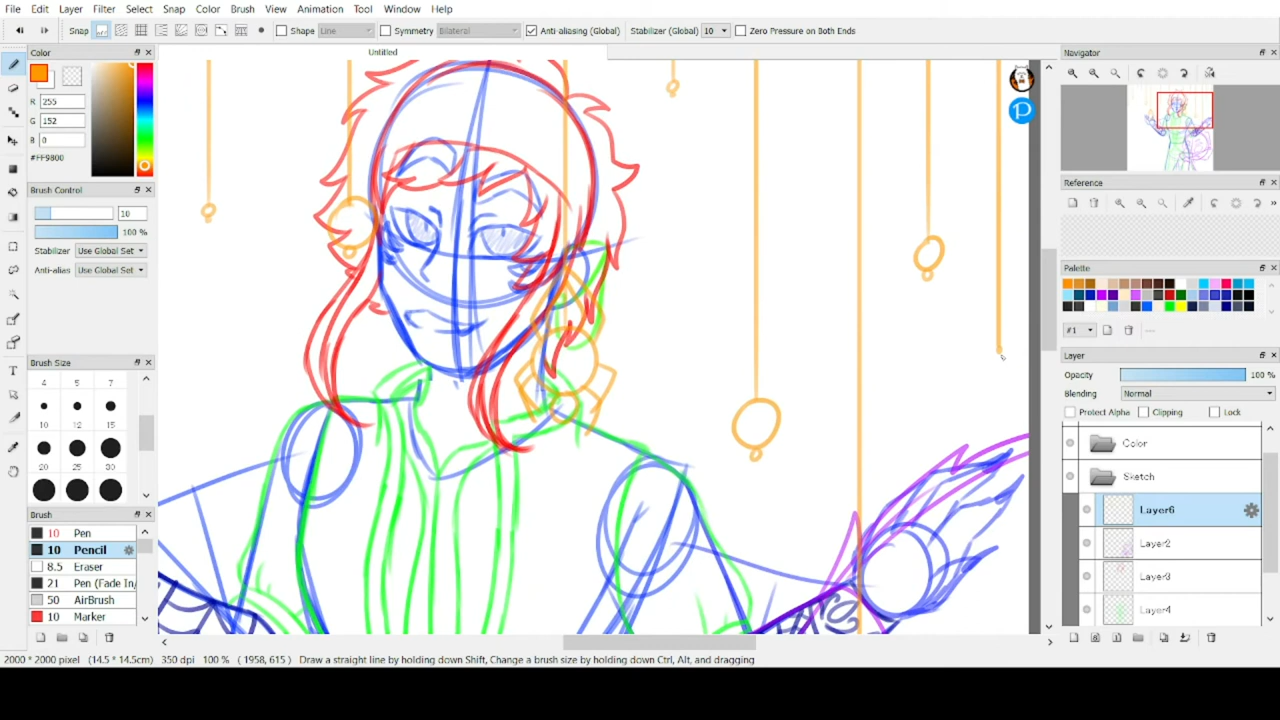 File Edit Layer Filter Select Snap Color Brush View Animation Tool Window Help
Snap off Shape Line Symmetry Bilateral Anti-aliasing (Global) Stabilizer (Global) 10 Zero Pressure on Both Ends
Color
Untitled
Navigator
R 255
G 152
B 0
#FF9800
Brush Control
10
100 %
Stabilizer Use Global Set
Anti-alias Use Global Set
Reference
Palette
#1
Brush Size
4 5 7
10 12 15
20 25 30
Layer
Opacity 100 %
Blending Normal
Protect Alpha Clipping Lock
Color
Sketch
Layer6
Layer2
Layer3
Layer4
Brush
10 Pen
10 Pencil
8.5 Eraser
21 Pen (Fade In/
50 AirBrush
10 Marker
2000 * 2000 pixel (14.5 * 14.5cm) 350 dpi 100 % ( 1958, 615 ) Draw a straight line by holding down Shift, Change a brush size by holding down Ctrl, Alt, and dragging